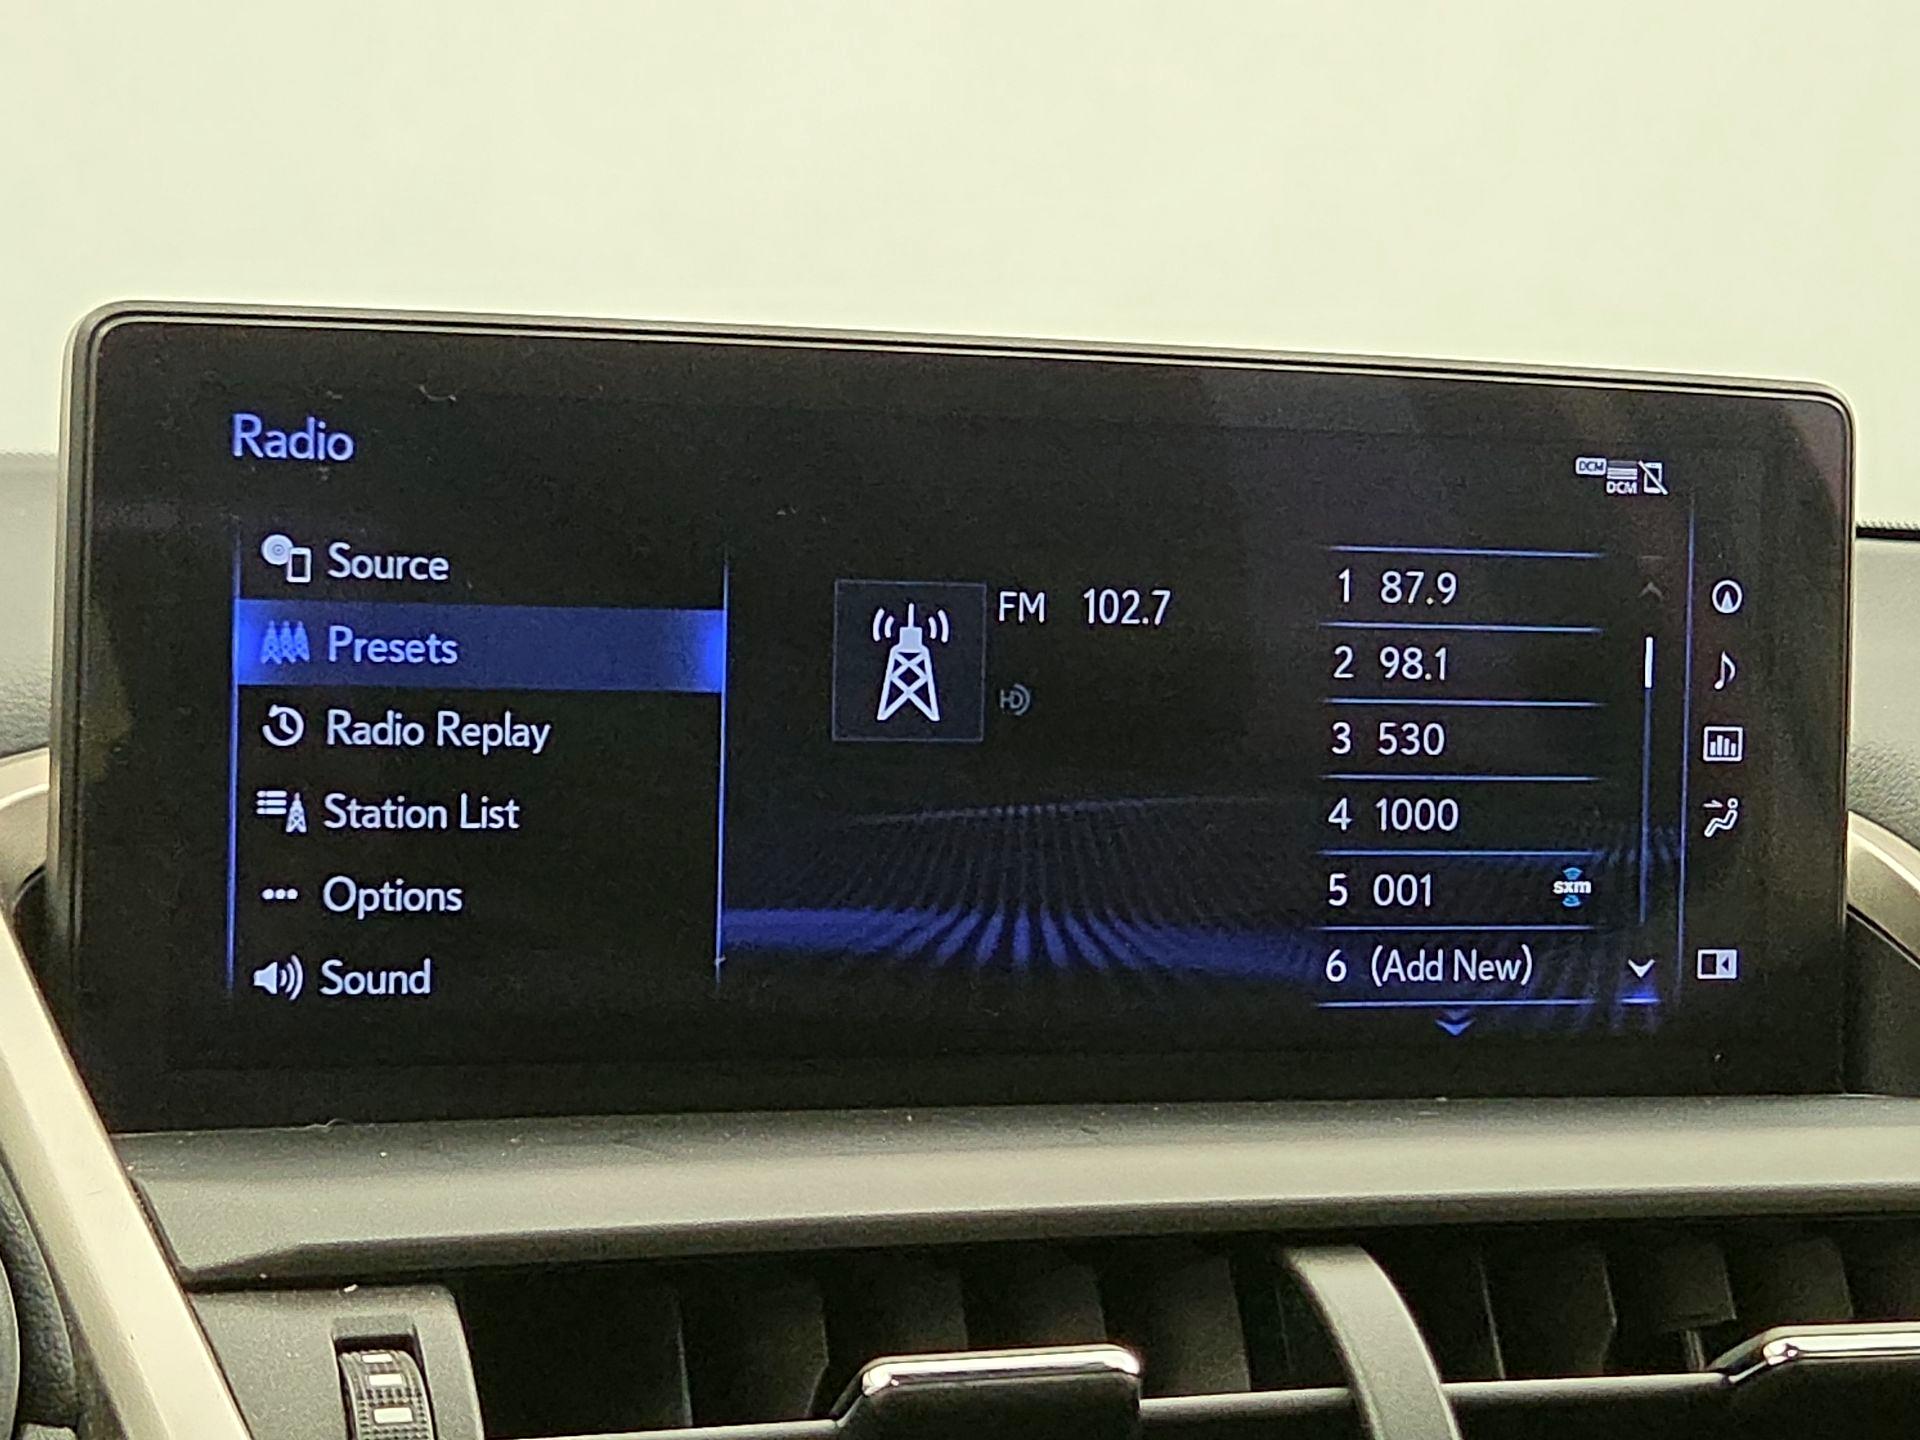 Radio
DCM
DCM
Source
Presets
Radio Replay
Station List
Options
Sound
FM 102.7
HD
1 87.9
2 98.1
3 530
4 1000
5 001 sxm
6 (Add New)